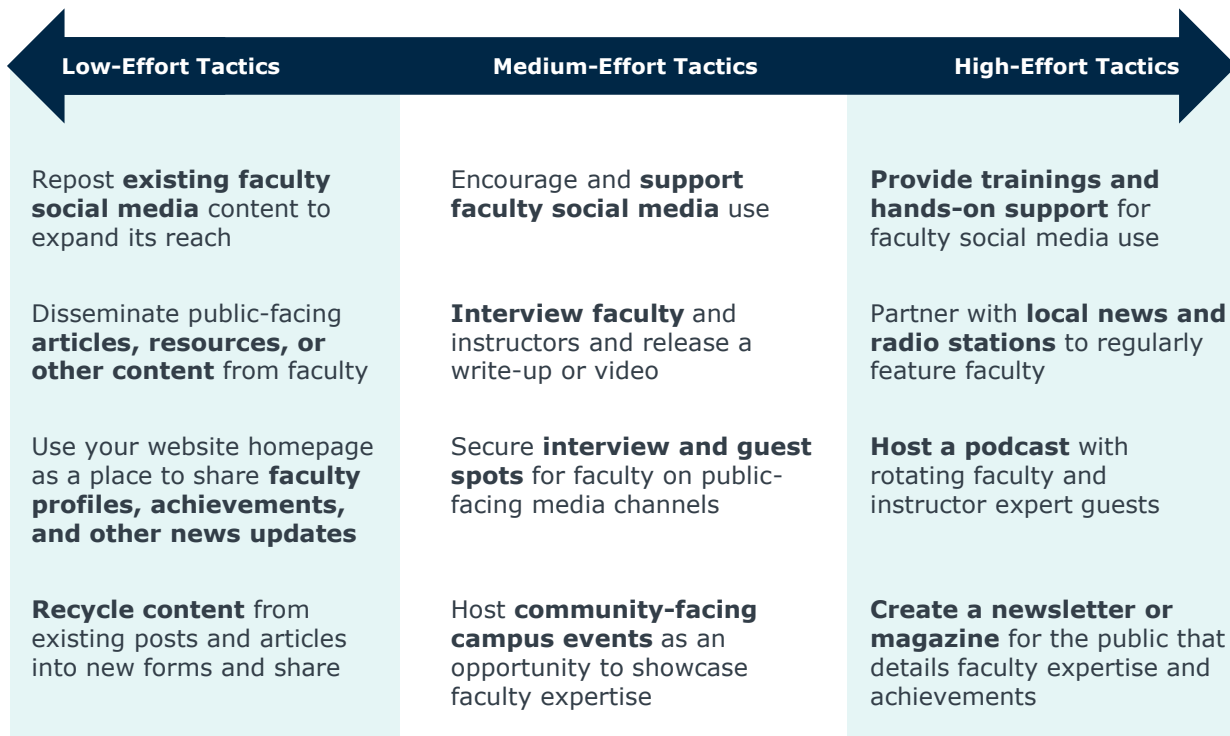 Low-Effort Tactics
Medium-Effort Tactics
High-Effort Tactics
Repost existing faculty
social media content to
expand its reach
Disseminate public-facing
articles, resources, or
other content from faculty
Use your website homepage
as a place to share faculty
profiles, achievements,
and other news updates
Recycle content from
existing posts and articles
into new forms and share
Encourage and support
faculty social media use
Interview faculty and
instructors and release a
write-up or video
Secure interview and guest
spots for faculty on public-
facing media channels
Host community-facing
campus events as an
opportunity to showcase
faculty expertise
Provide trainings and
hands-on support for
faculty social media use
Partner with local news and
radio stations to regularly
feature faculty
Host a podcast with
rotating faculty and
instructor expert guests
Create a newsletter or
magazine for the public that
details faculty expertise and
achievements